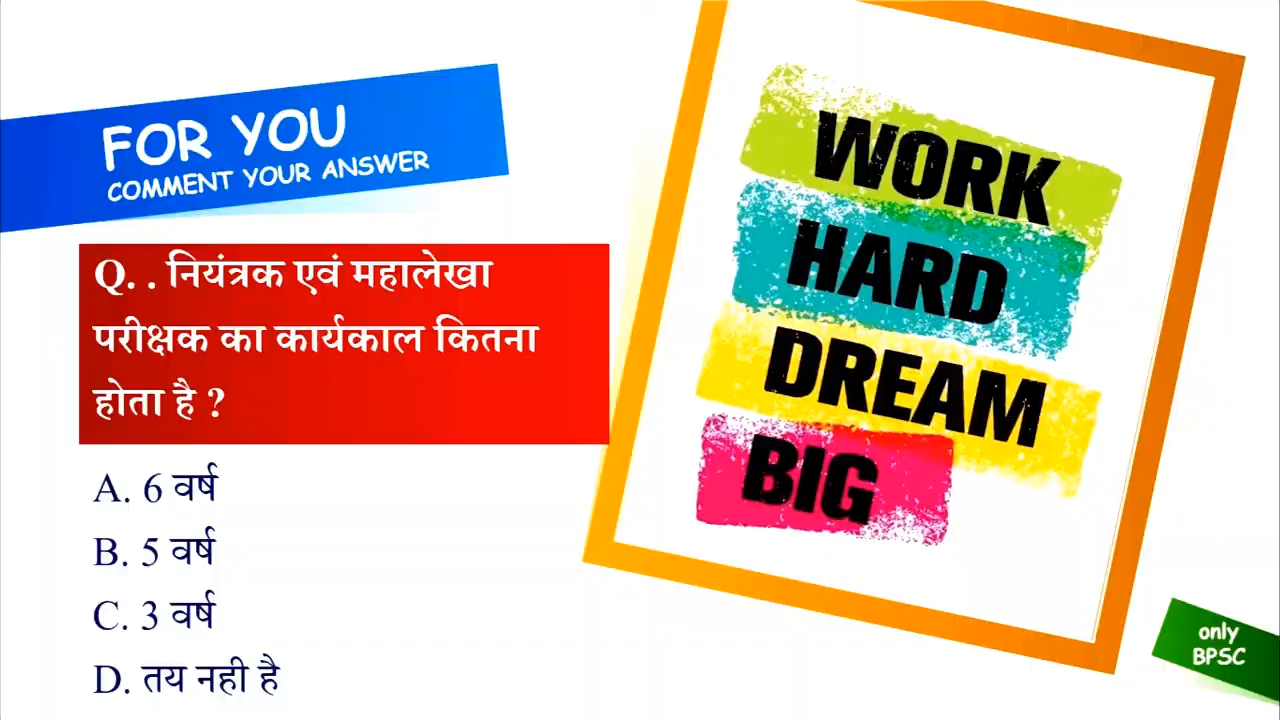 FOR YOU
COMMENT YOUR ANSWER
Q. . नियंत्रक एवं महालेखा
परीक्षक का कार्यकाल कितना
होता है ?
A. 6 वर्ष
B. 5 वर्ष
C. 3 वर्ष
D. तय नही है
WORK
HARD
DREAM
BIG
only
BPSC